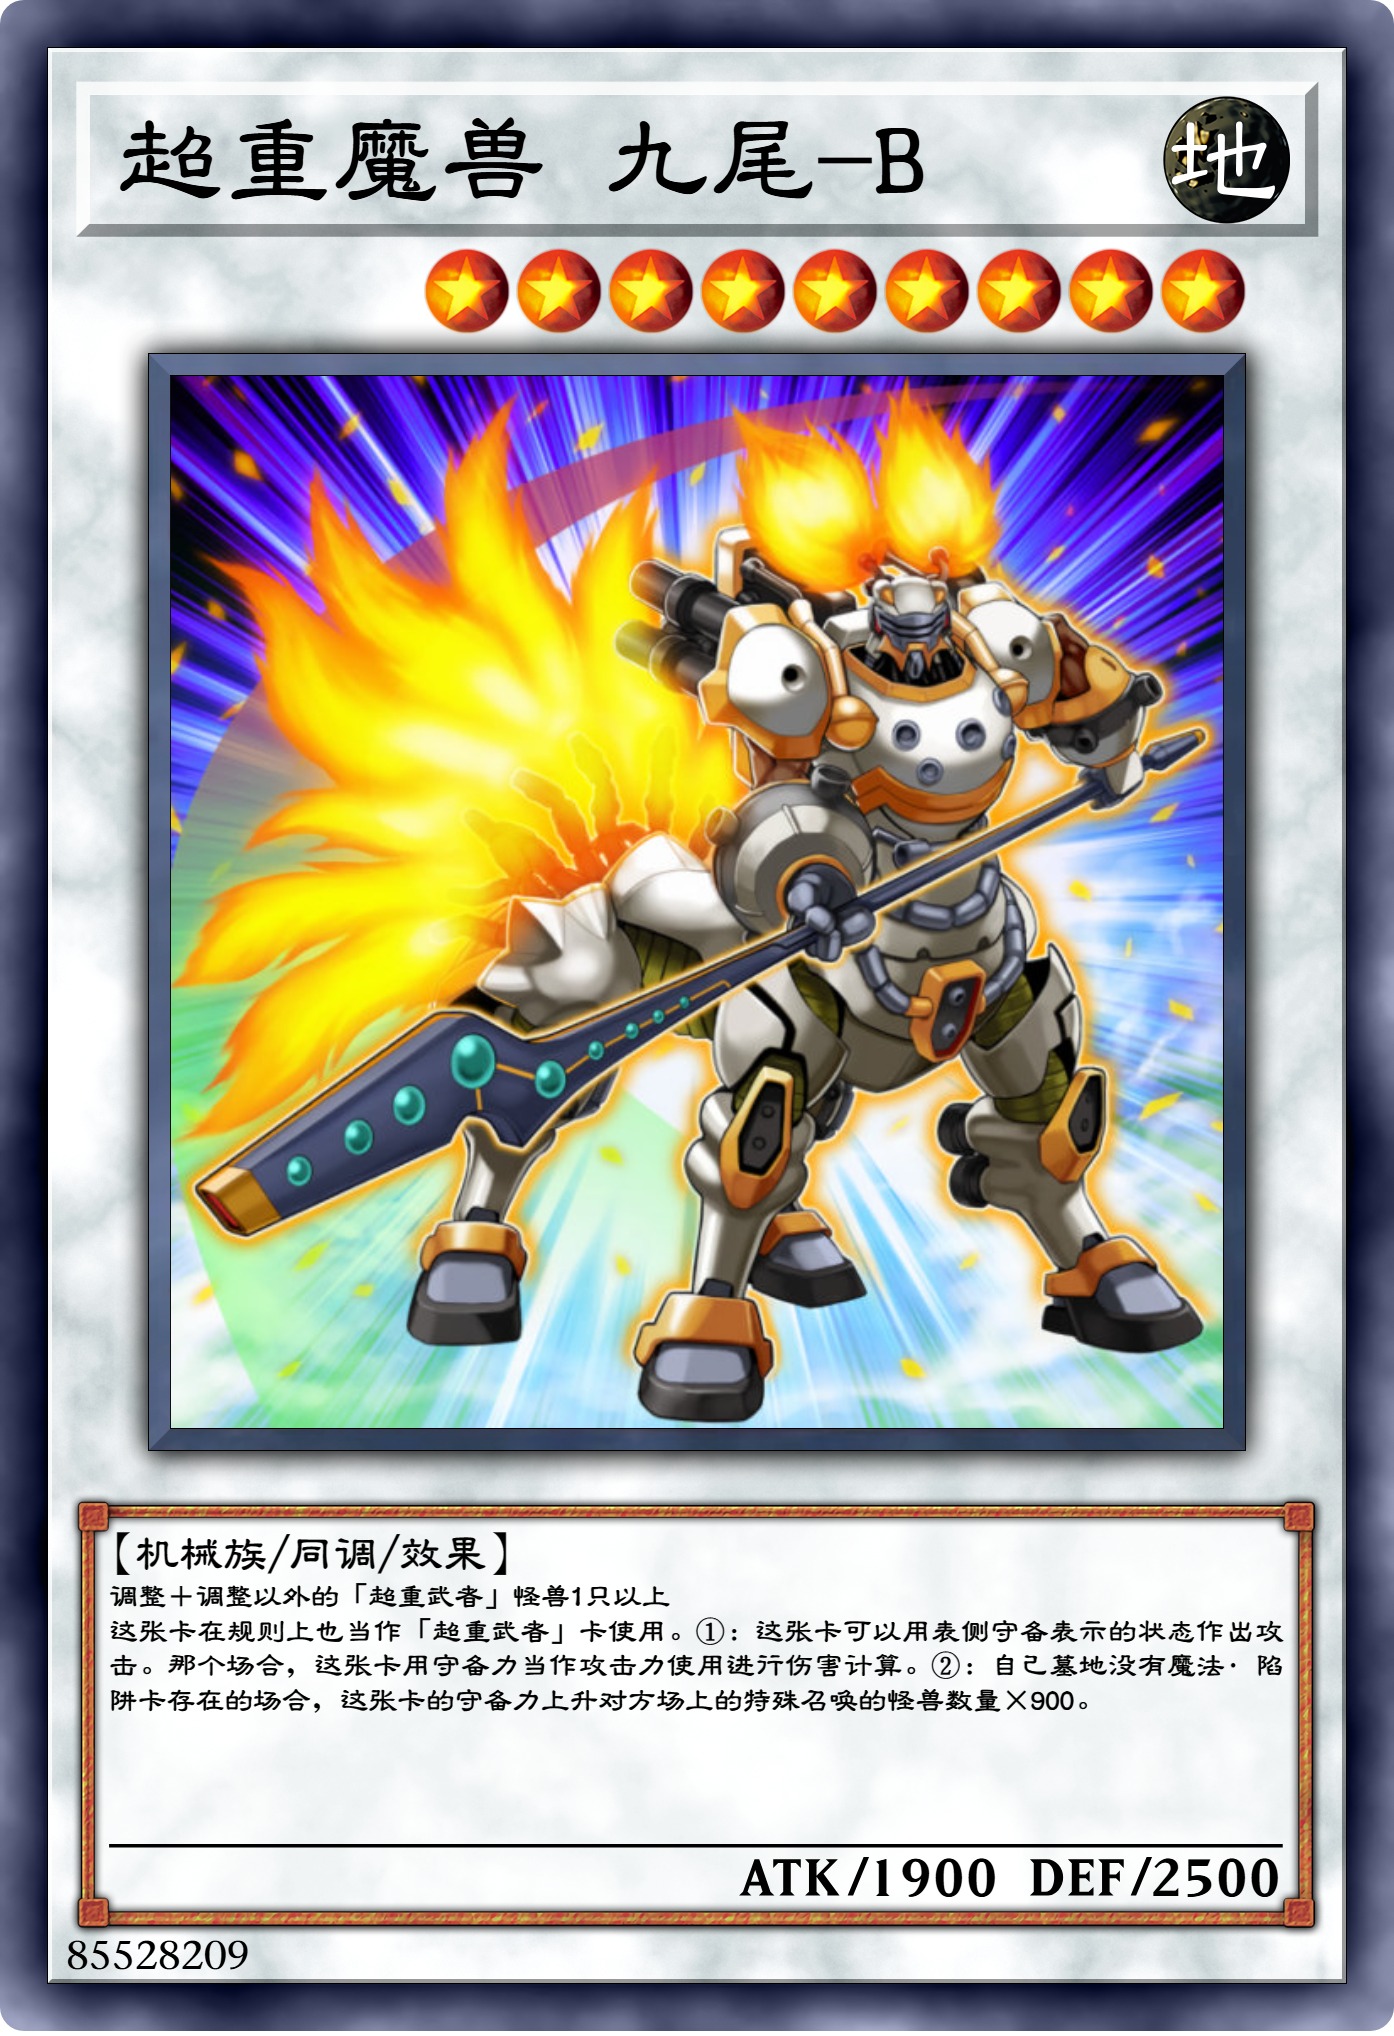 超重魔兽 九尾-B
地
【机械族/同调/效果】
调整＋调整以外的「超重武者」怪兽1只以上
这张卡在规则上也当作「超重武者」卡使用。①：这张卡可以用表侧守备表示的状态作出攻
击。那个场合，这张卡用守备力当作攻击力使用进行伤害计算。②：自己墓地没有魔法·陷
阱卡存在的场合，这张卡的守备力上升对方场上的特殊召唤的怪兽数量×900。
ATK/1900 DEF/2500
85528209